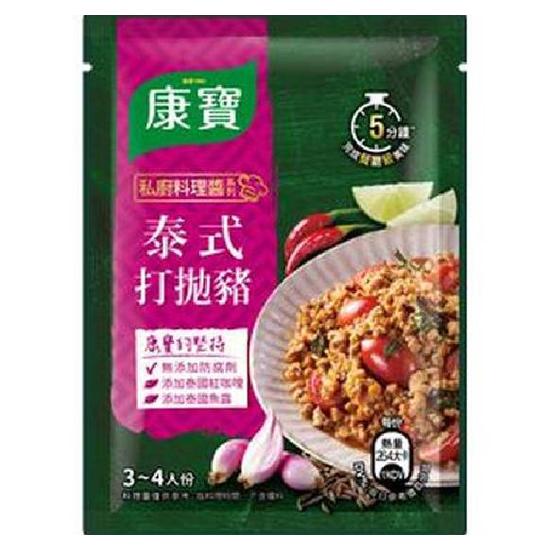 康寶
私廚料理醬系列
泰式
打拋豬
康寶的堅持
無添加防腐劑
添加泰國紅咖哩
添加泰國魚露
3~4人份
5分鐘
每份
熱量
254大卡